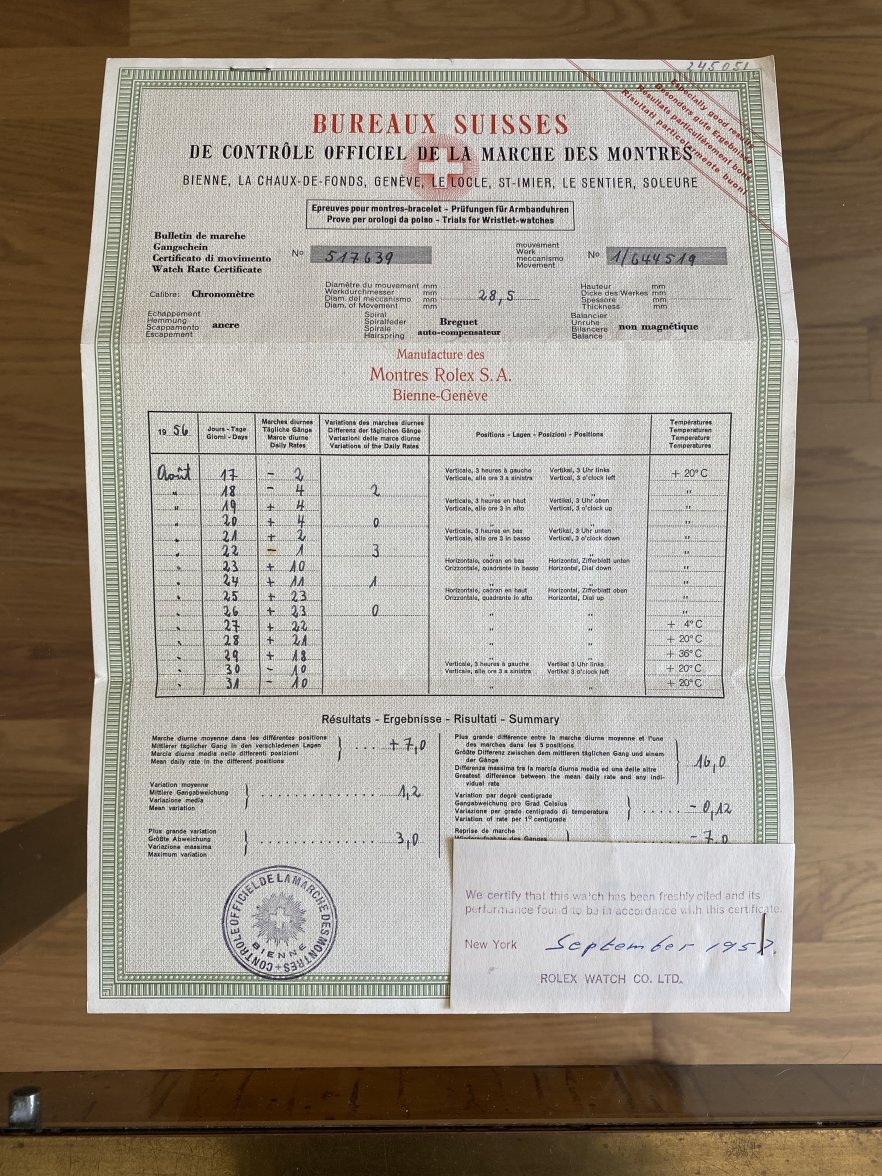 245051
Especially good results
Besonders gute Ergebnisse
Résultats particulièrement bons
Risultati particolarmente buoni
BUREAUX SUISSES
DE CONTRÔLE OFFICIEL DE LA MARCHE DES MONTRES
BIENNE, LA CHAUX-DE-FONDS, GENÈVE, LE LOCLE, ST-IMIER, LE SENTIER, SOLEURE
Epreuves pour montres-bracelet - Prüfungen für Armbanduhren
Prove per orologi da polso - Trials for Wristlet-watches
Bulletin de marche
Gangschein
Certificato di movimento
Watch Rate Certificate
No 517639
mouvement
Work
meccanismo
Movement
No 1/644519
Calibre: Chronomètre
Diamètre du mouvement mm
Werkdurchmesser mm
Diam. del meccanismo mm
Diam. of Movement mm
28,5
Hauteur mm
Dicke des Werkes mm
Spessore mm
Thickness mm
Echappement
Hemmung
Scappamento
Escapement
ancre
Spiral
Spiralfeder
Spirale
Hairspring
Breguet
auto-compensateur
Balancier
Unruhe
Bilancere
Balance
non magnétique
Manufacture des
Montres Rolex S.A.
Bienne-Genève
1956
Jours - Tage
Giorni - Days
Marches diurnes
Tägliche Gänge
Marce diurne
Daily Rates
Variations des marches diurnes
Differenz der täglichen Gänge
Variazioni delle marce diurne
Variations of the Daily Rates
Positions - Lagen - Posizioni - Positions
Températures
Temperaturen
Temperature
Temperatures
Août 17 - 2 Verticale, 3 heures à gauche Vertikal, 3 Uhr links + 20° C
Verticale, alle ore 3 a sinistra Vertical, 3 o'clock left
" 18 - 4 2 " " "
" 19 + 4 Verticale, 3 heures en haut Vertikal, 3 Uhr oben "
Verticale, alle ore 3 in alto Vertical, 3 o'clock up
" 20 + 4 0 " " "
" 21 + 2 Verticale, 3 heures en bas Vertikal, 3 Uhr unten "
Verticale, alle ore 3 in basso Vertical, 3 o'clock down
" 22 - 1 3 " " "
" 23 + 10 Horizontale, cadran en bas Horizontal, Zifferblatt unten "
Orizzontale, quadrante in basso Horizontal, Dial down
" 24 + 11 1 " " "
" 25 + 23 Horizontale, cadran en haut Horizontal, Zifferblatt oben "
Orizzontale, quadrante in alto Horizontal, Dial up
" 26 + 23 0 " " "
" 27 + 22 " " + 4° C
" 28 + 21 " " + 20° C
" 29 + 18 " " + 36° C
" 30 - 10 Verticale, 3 heures à gauche Vertikal 3 Uhr links + 20° C
Verticale, alle ore 3 a sinistra Vertical 3 o'clock left
" 31 - 10 " " + 20° C
Résultats - Ergebnisse - Risultati - Summary
Marche diurne moyenne dans les différentes positions
Mittlerer täglicher Gang in den verschiedenen Lagen
Marcia diurna media nelle differenti posizioni
Mean daily rate in the different positions
+7,0
Variation moyenne
Mittlere Gangabweichung
Variazione media
Mean variation
1,2
Plus grande variation
Größte Abweichung
Variazione massima
Maximum variation
3,0
Plus grande différence entre la marche diurne moyenne et l'une
des marches dans les 5 positions
Größte Differenz zwischen dem mittleren täglichen Gang und einem
der Gänge
Differenza massima tra la marcia diurna media ed una delle altre
Greatest difference between the mean daily rate and any indi-
vidual rate
16,0
Variation par degré centigrade
Gangabweichung pro Grad Celsius
Variazione per grado centigrado di temperatura
Variation of rate per 1° centigrade
- 0,12
Reprise de marche
Wiederaufnahme des Ganges
- 7,0
CONTRÔLE OFFICIEL DE LA MARCHE DES MONTRES
BIENNE
We certify that this watch has been freshly oiled and its
performance found to be in accordance with this certificate.
New York September 1957.
ROLEX WATCH CO. LTD.